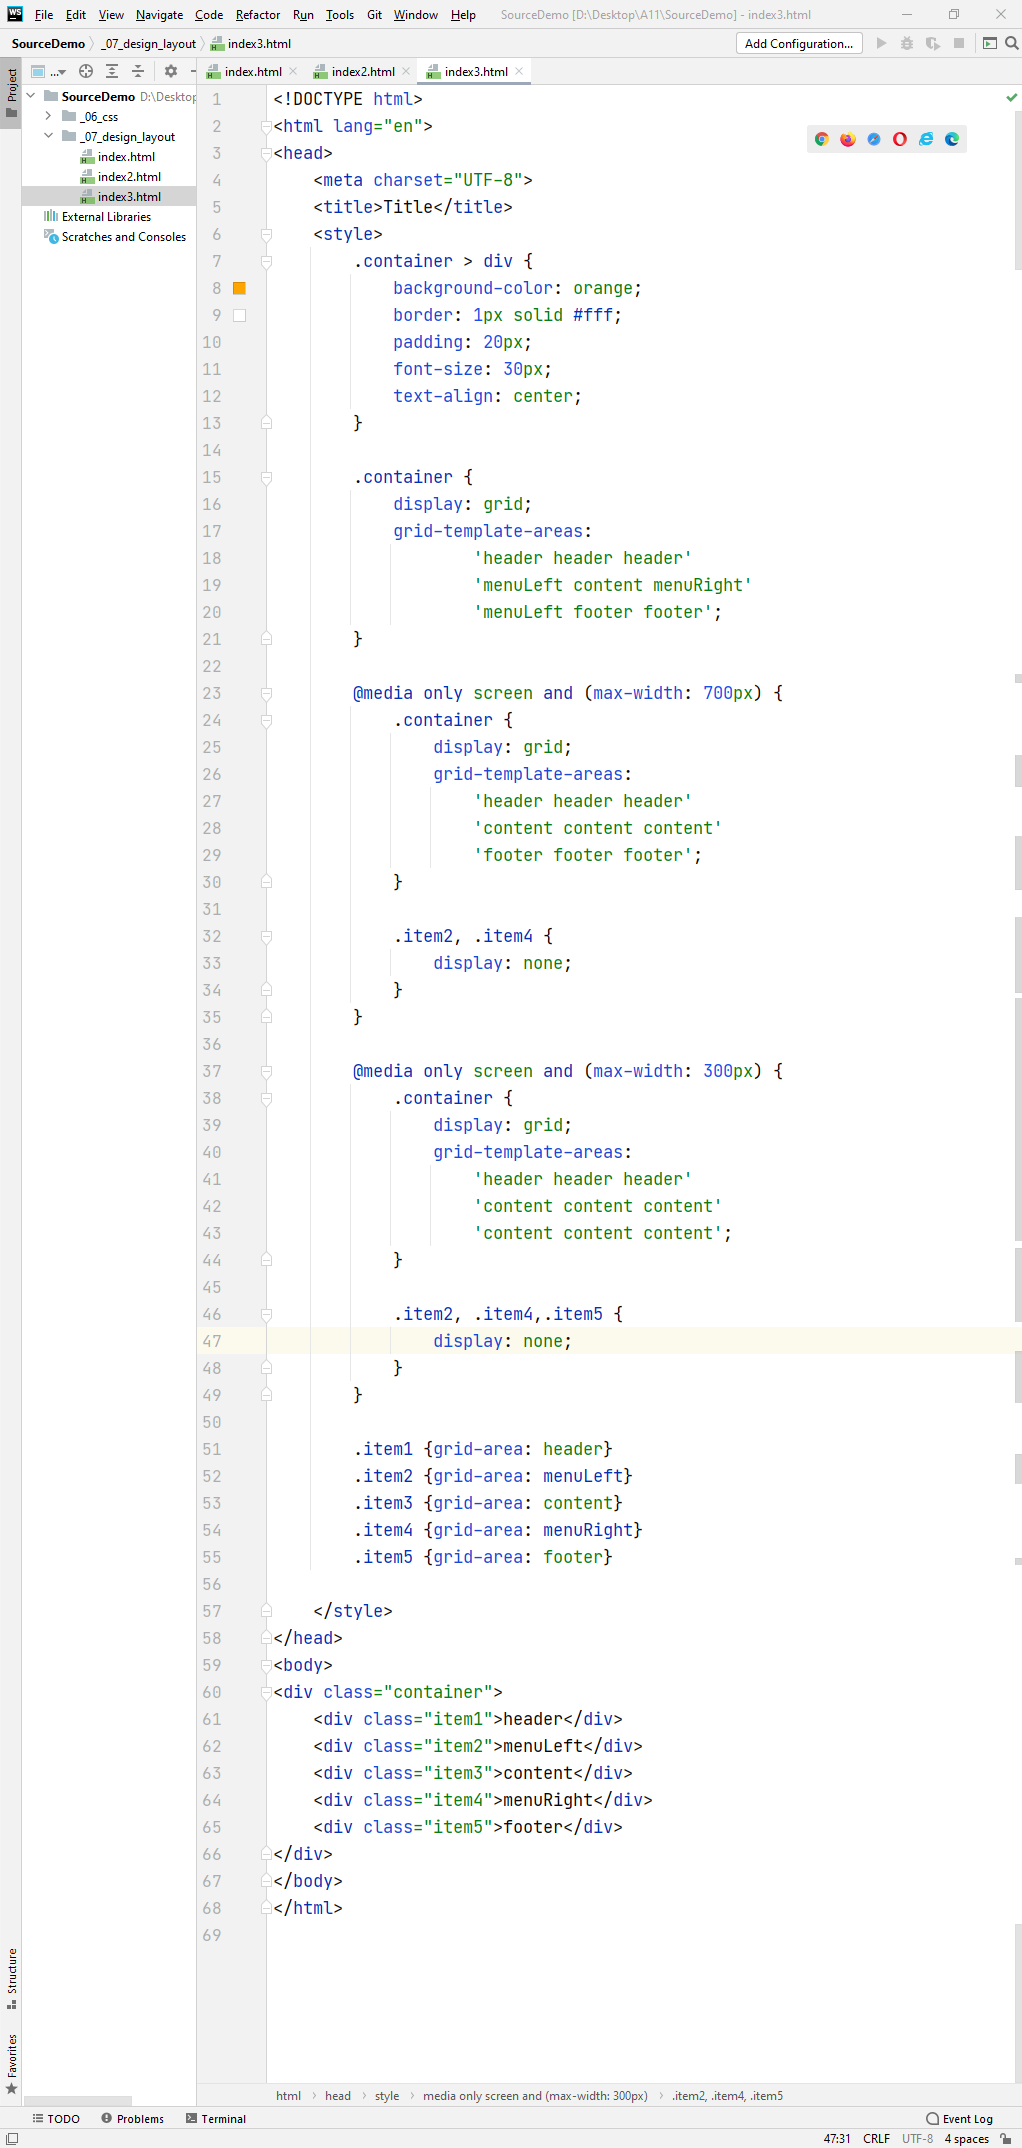 WS File Edit View Navigate Code Refactor Run Tools Git Window Help SourceDemo [D:\Desktop\A11\SourceDemo] - index3.html
SourceDemo _07_design_layout index3.html Add Configuration...
Project
... index.html index2.html index3.html
SourceDemo D:\Desktop
_06_css
_07_design_layout
index.html
index2.html
index3.html
External Libraries
Scratches and Consoles
1 <!DOCTYPE html>
2 <html lang="en">
3 <head>
4     <meta charset="UTF-8">
5     <title>Title</title>
6     <style>
7         .container > div {
8             background-color: orange;
9             border: 1px solid #fff;
10             padding: 20px;
11             font-size: 30px;
12             text-align: center;
13         }
14
15         .container {
16             display: grid;
17             grid-template-areas:
18                     'header header header'
19                     'menuLeft content menuRight'
20                     'menuLeft footer footer';
21         }
22
23         @media only screen and (max-width: 700px) {
24             .container {
25                 display: grid;
26                 grid-template-areas:
27                     'header header header'
28                     'content content content'
29                     'footer footer footer';
30             }
31
32             .item2, .item4 {
33                 display: none;
34             }
35         }
36
37         @media only screen and (max-width: 300px) {
38             .container {
39                 display: grid;
40                 grid-template-areas:
41                     'header header header'
42                     'content content content'
43                     'content content content';
44             }
45
46             .item2, .item4,.item5 {
47                 display: none;
48             }
49         }
50
51         .item1 {grid-area: header}
52         .item2 {grid-area: menuLeft}
53         .item3 {grid-area: content}
54         .item4 {grid-area: menuRight}
55         .item5 {grid-area: footer}
56
57     </style>
58 </head>
59 <body>
60 <div class="container">
61     <div class="item1">header</div>
62     <div class="item2">menuLeft</div>
63     <div class="item3">content</div>
64     <div class="item4">menuRight</div>
65     <div class="item5">footer</div>
66 </div>
67 </body>
68 </html>
69
Structure
Favorites
html head style media only screen and (max-width: 300px) .item2, .item4, .item5
TODO Problems Terminal Event Log
47:31 CRLF UTF-8 4 spaces